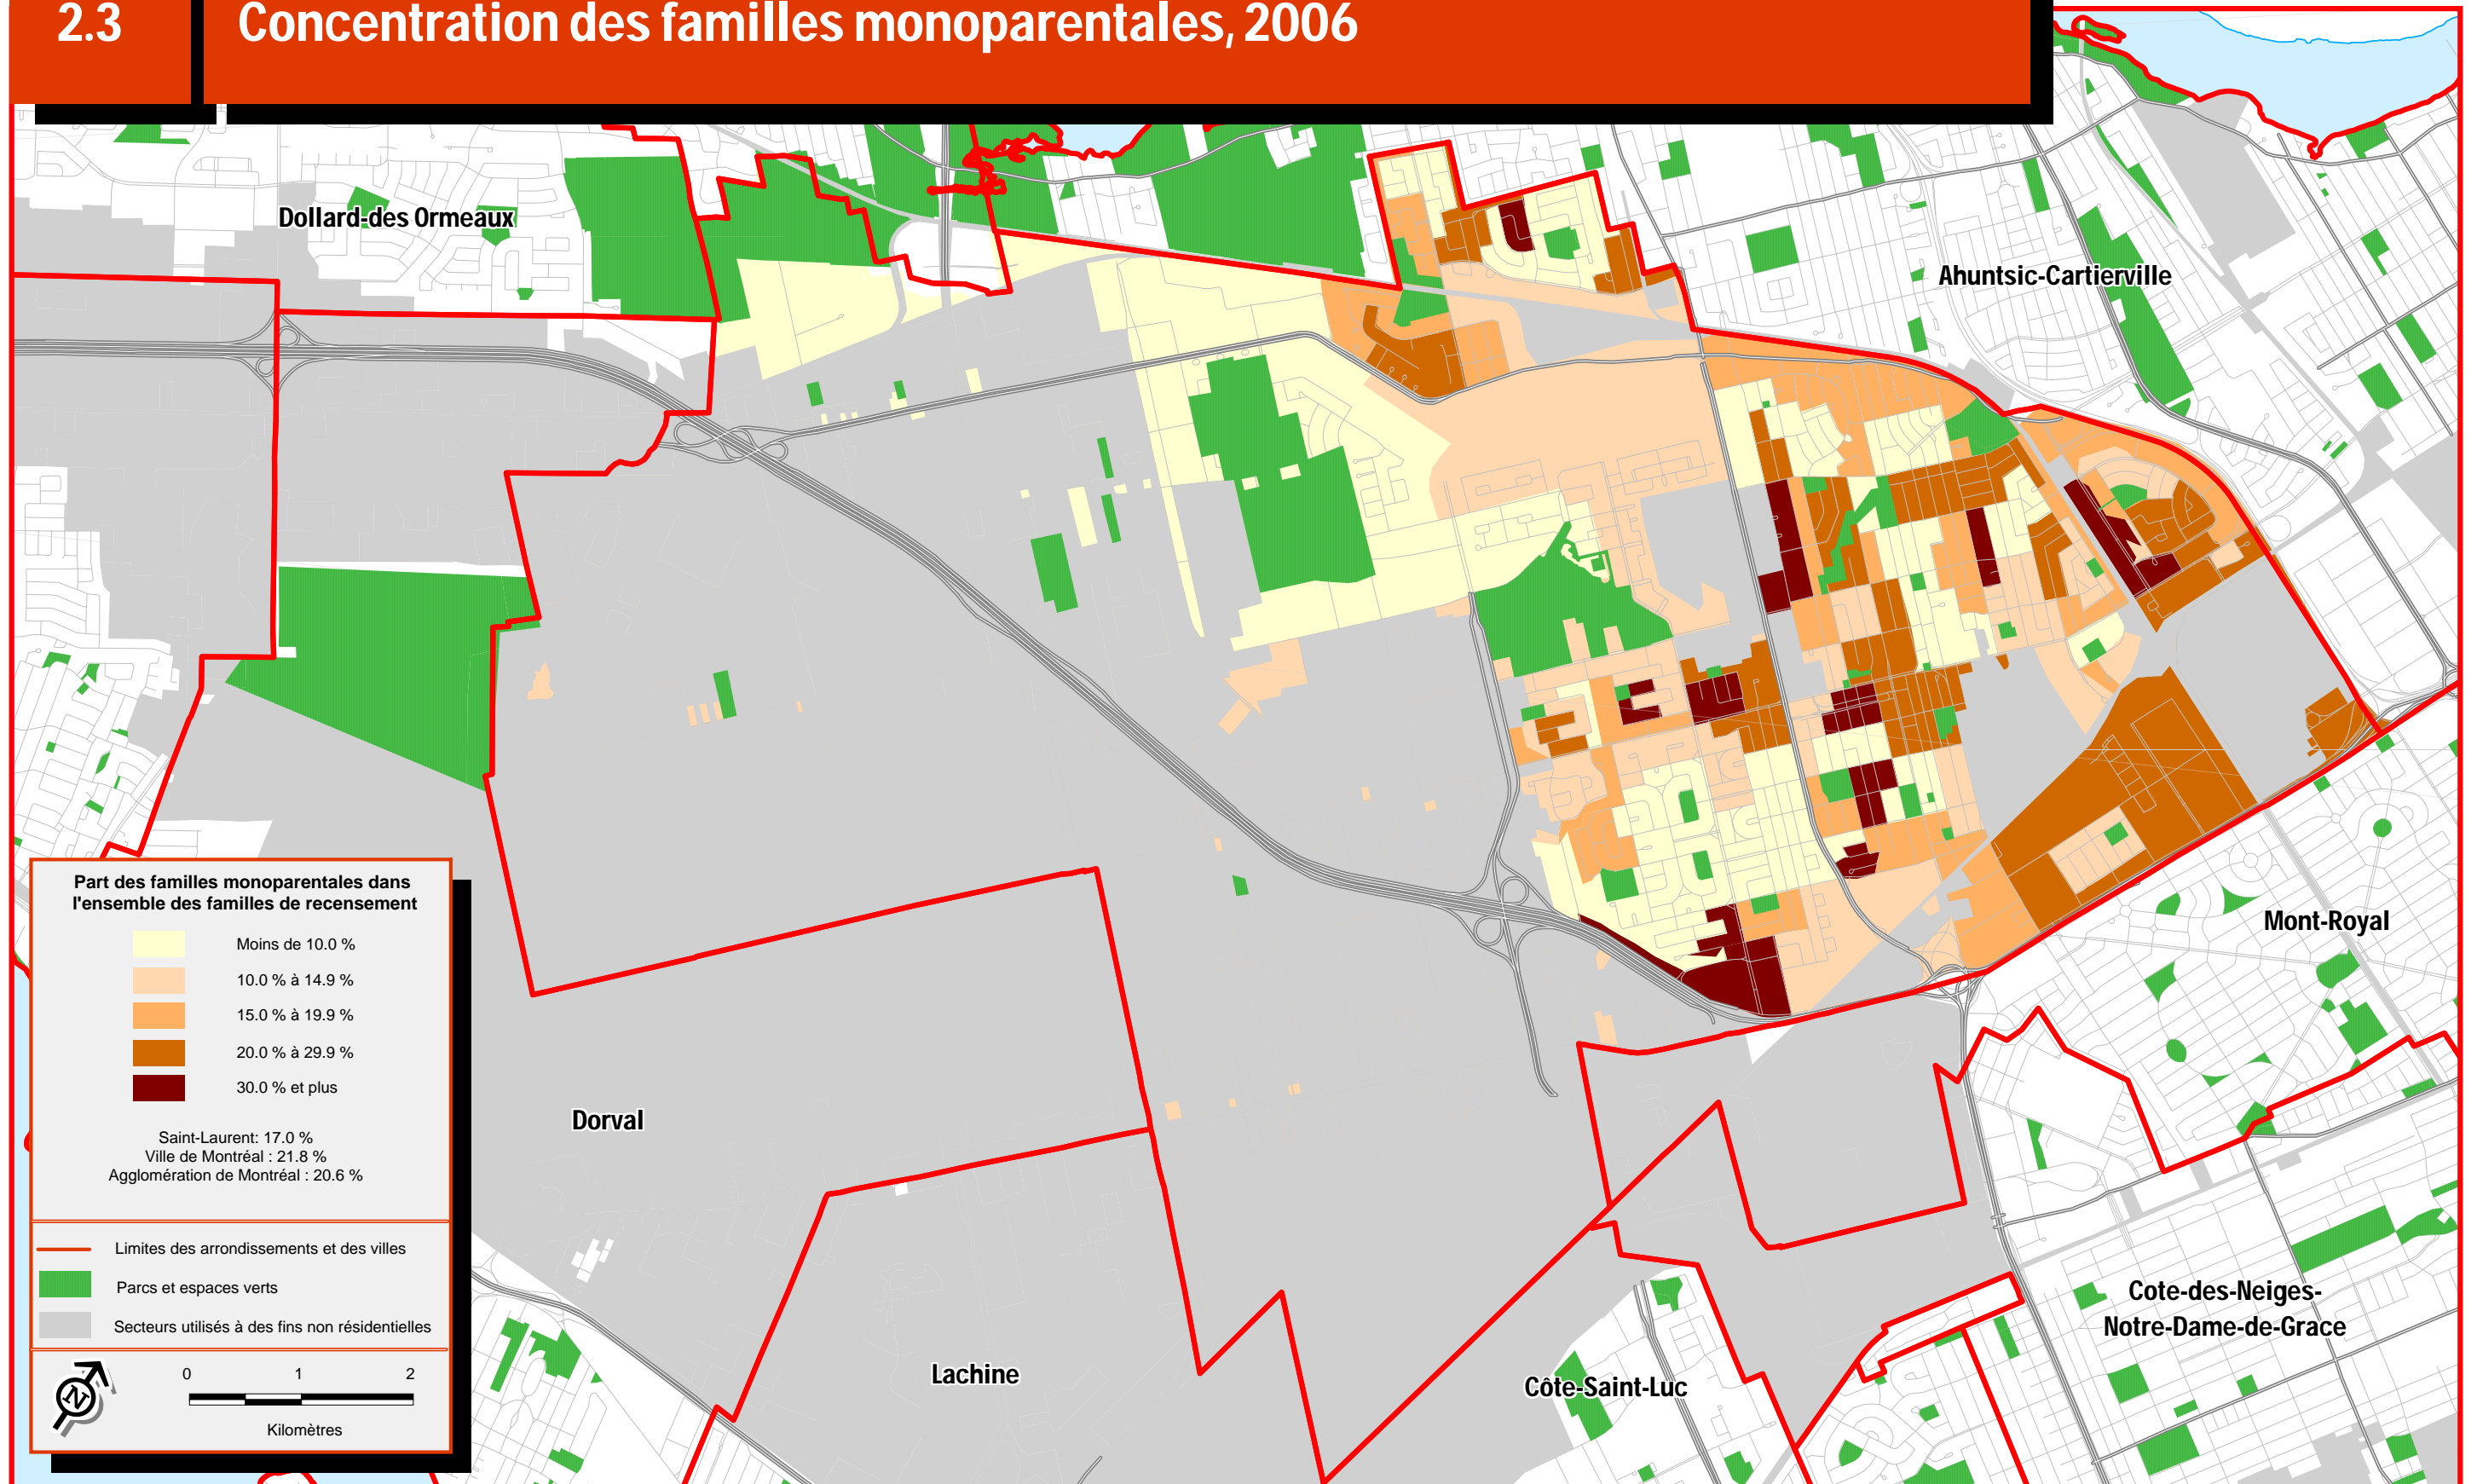 2.3
Concentration des familles monoparentales, 2006
Dollard-des Ormeaux
Ahuntsic-Cartierville
Mont-Royal
Dorval
Lachine
Côte-Saint-Luc
Cote-des-Neiges-
Notre-Dame-de-Grace
Part des familles monoparentales dans
l'ensemble des familles de recensement
Moins de 10.0 %
10.0 % à 14.9 %
15.0 % à 19.9 %
20.0 % à 29.9 %
30.0 % et plus
Saint-Laurent: 17.0 %
Ville de Montréal : 21.8 %
Agglomération de Montréal : 20.6 %
Limites des arrondissements et des villes
Parcs et espaces verts
Secteurs utilisés à des fins non résidentielles
N
0 1 2
Kilomètres